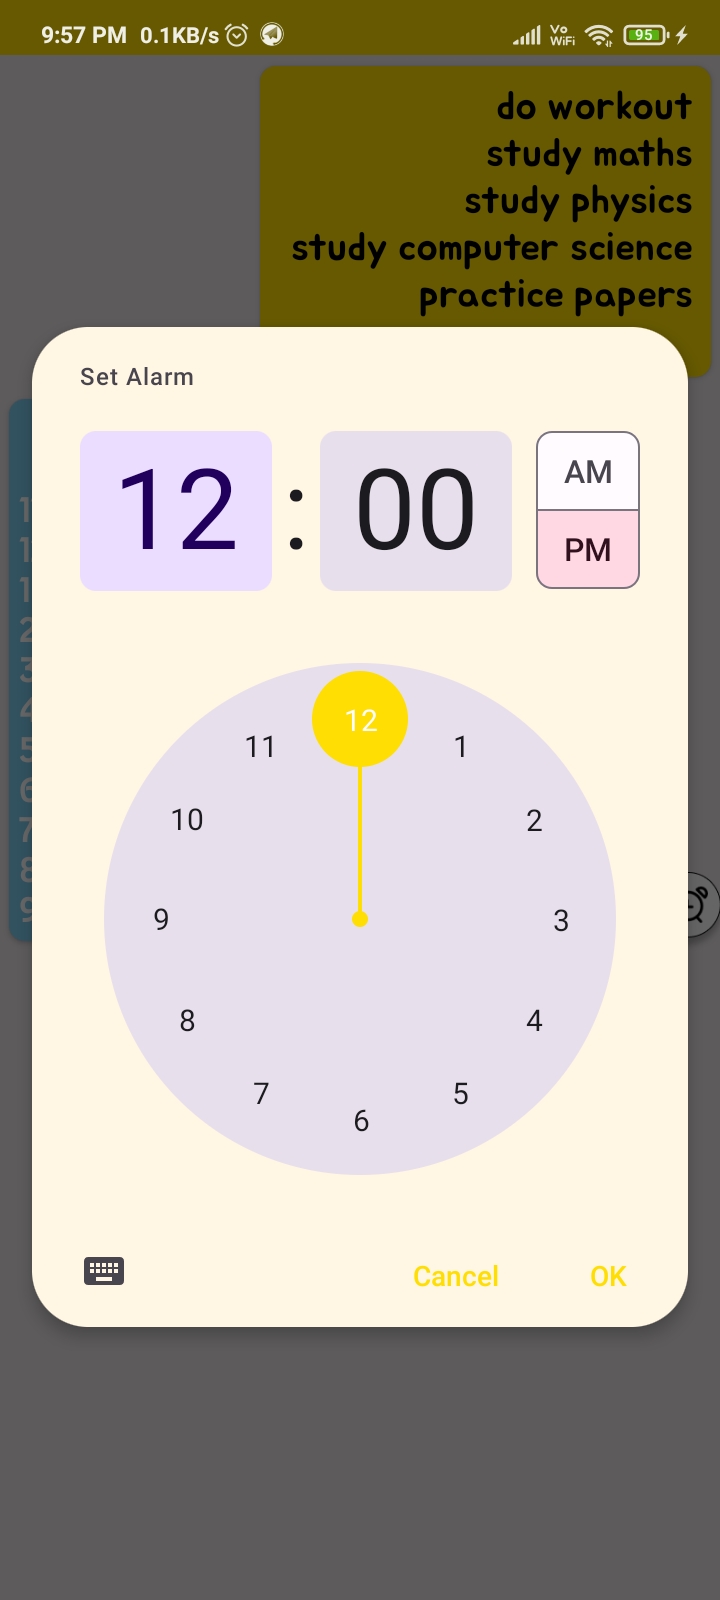 9:57 PM 0.1KB/s Vo WiFi 95
do workout
study maths
study physics
study computer science
practice papers
Set Alarm
12 : 00
AM
PM
12
11 1
10 2
9 3
8 4
7 5
6
Cancel OK